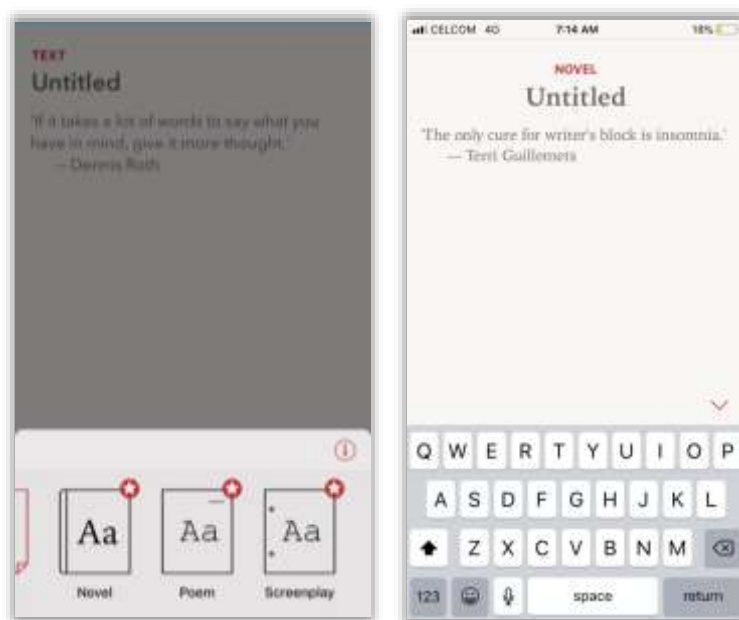 TEXT
Untitled
'If it takes a lot of words to say what you
have in mind, give it more thought.'
— Dennis Roth
Aa
Aa
Aa
Novel
Poem
Screenplay
CELCOM 4G 7:14 AM 18%
NOVEL
Untitled
'The only cure for writer's block is insomnia.'
— Terri Guillemets
Q W E R T Y U I O P
A S D F G H J K L
Z X C V B N M
123 space return